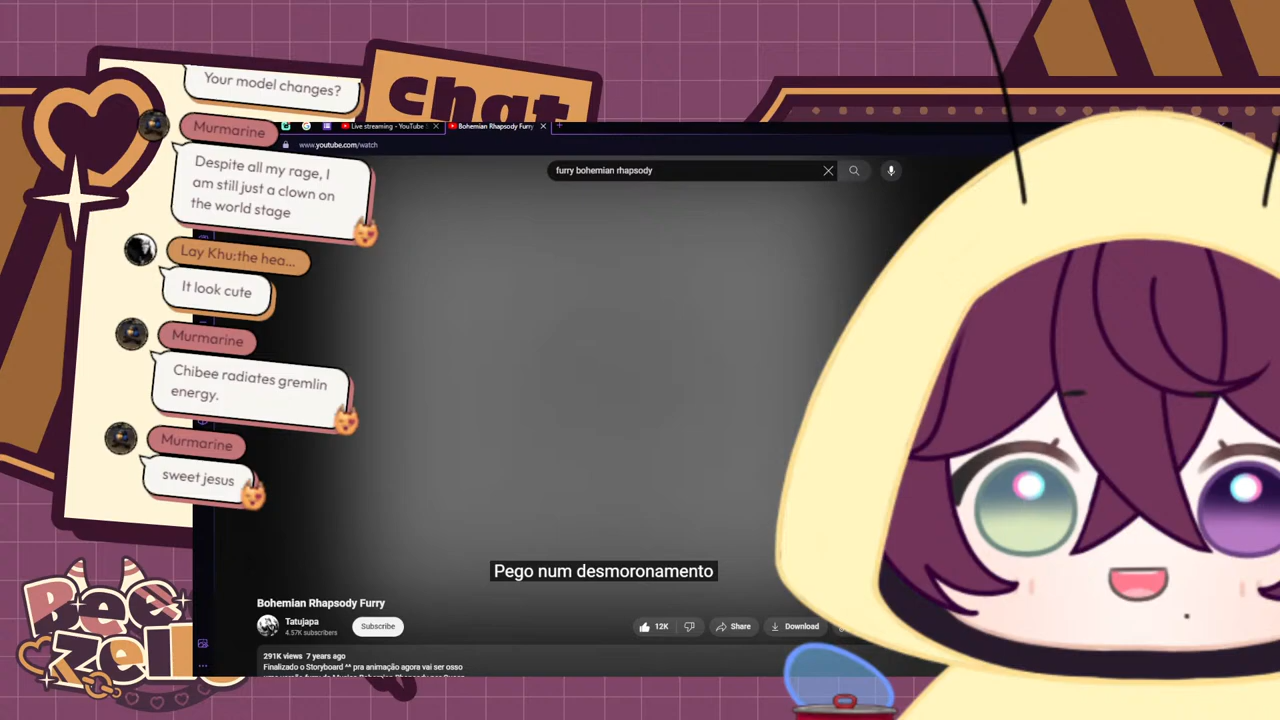 chat
Your model changes?
Murmarine
Despite all my rage, I
am still just a clown on
the world stage
Lay Khu:the hea...
It look cute
Murmarine
Chibee radiates gremlin
energy.
Murmarine
sweet jesus
Live streaming - YouTube
Bohemian Rhapsody Furry
www.youtube.com/watch
furry bohemian rhapsody
Pego num desmoronamento
Bohemian Rhapsody Furry
Tatujapa
4.57K subscribers
Subscribe
12K
Share
Download
291K views 7 years ago
Finalizado o Storyboard ^^ pra animação agora vai ser osso
Bee
Zel